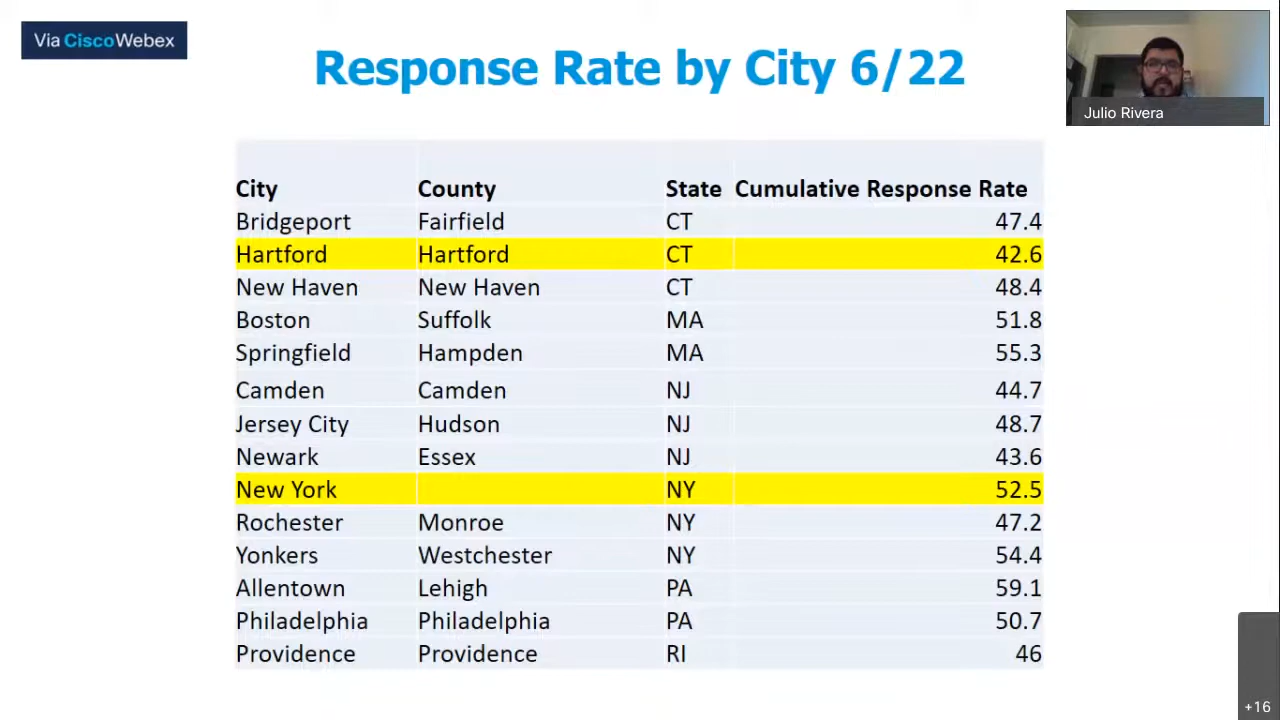 Via CiscoWebex
Response Rate by City 6/22
Julio Rivera
City County State Cumulative Response Rate
Bridgeport Fairfield CT 47.4
Hartford Hartford CT 42.6
New Haven New Haven CT 48.4
Boston Suffolk MA 51.8
Springfield Hampden MA 55.3
Camden Camden NJ 44.7
Jersey City Hudson NJ 48.7
Newark Essex NJ 43.6
New York NY 52.5
Rochester Monroe NY 47.2
Yonkers Westchester NY 54.4
Allentown Lehigh PA 59.1
Philadelphia Philadelphia PA 50.7
Providence Providence RI 46
+16